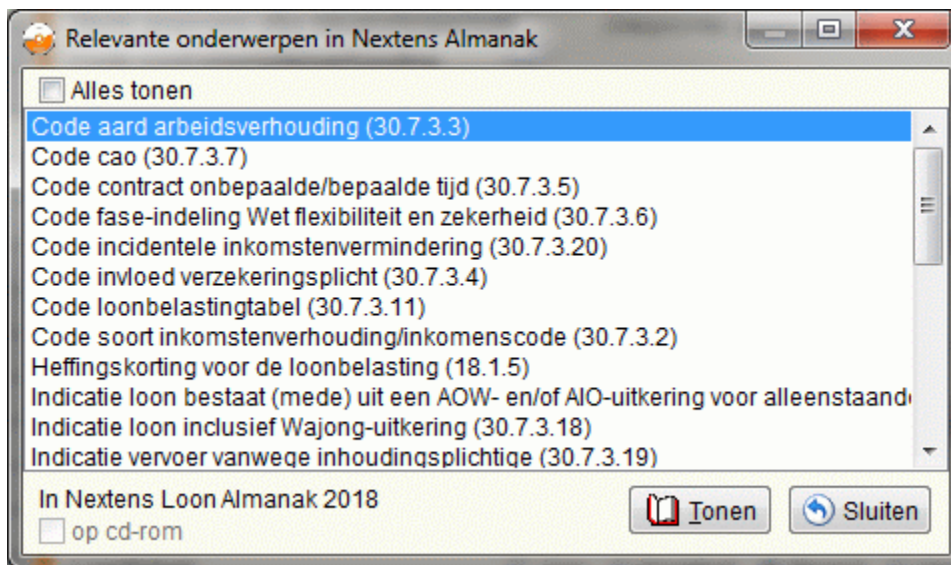 Relevante onderwerpen in Nextens Almanak
Alles tonen
Code aard arbeidsverhouding (30.7.3.3)
Code cao (30.7.3.7)
Code contract onbepaalde/bepaalde tijd (30.7.3.5)
Code fase-indeling Wet flexibiliteit en zekerheid (30.7.3.6)
Code incidentele inkomstenvermindering (30.7.3.20)
Code invloed verzekeringsplicht (30.7.3.4)
Code loonbelastingtabel (30.7.3.11)
Code soort inkomstenverhouding/inkomenscode (30.7.3.2)
Heffingskorting voor de loonbelasting (18.1.5)
Indicatie loon bestaat (mede) uit een AOW- en/of AIO-uitkering voor alleenstaande
Indicatie loon inclusief Wajong-uitkering (30.7.3.18)
Indicatie vervoer vanwege inhoudingsplichtige (30.7.3.19)
In Nextens Loon Almanak 2018
op cd-rom
Tonen
Sluiten